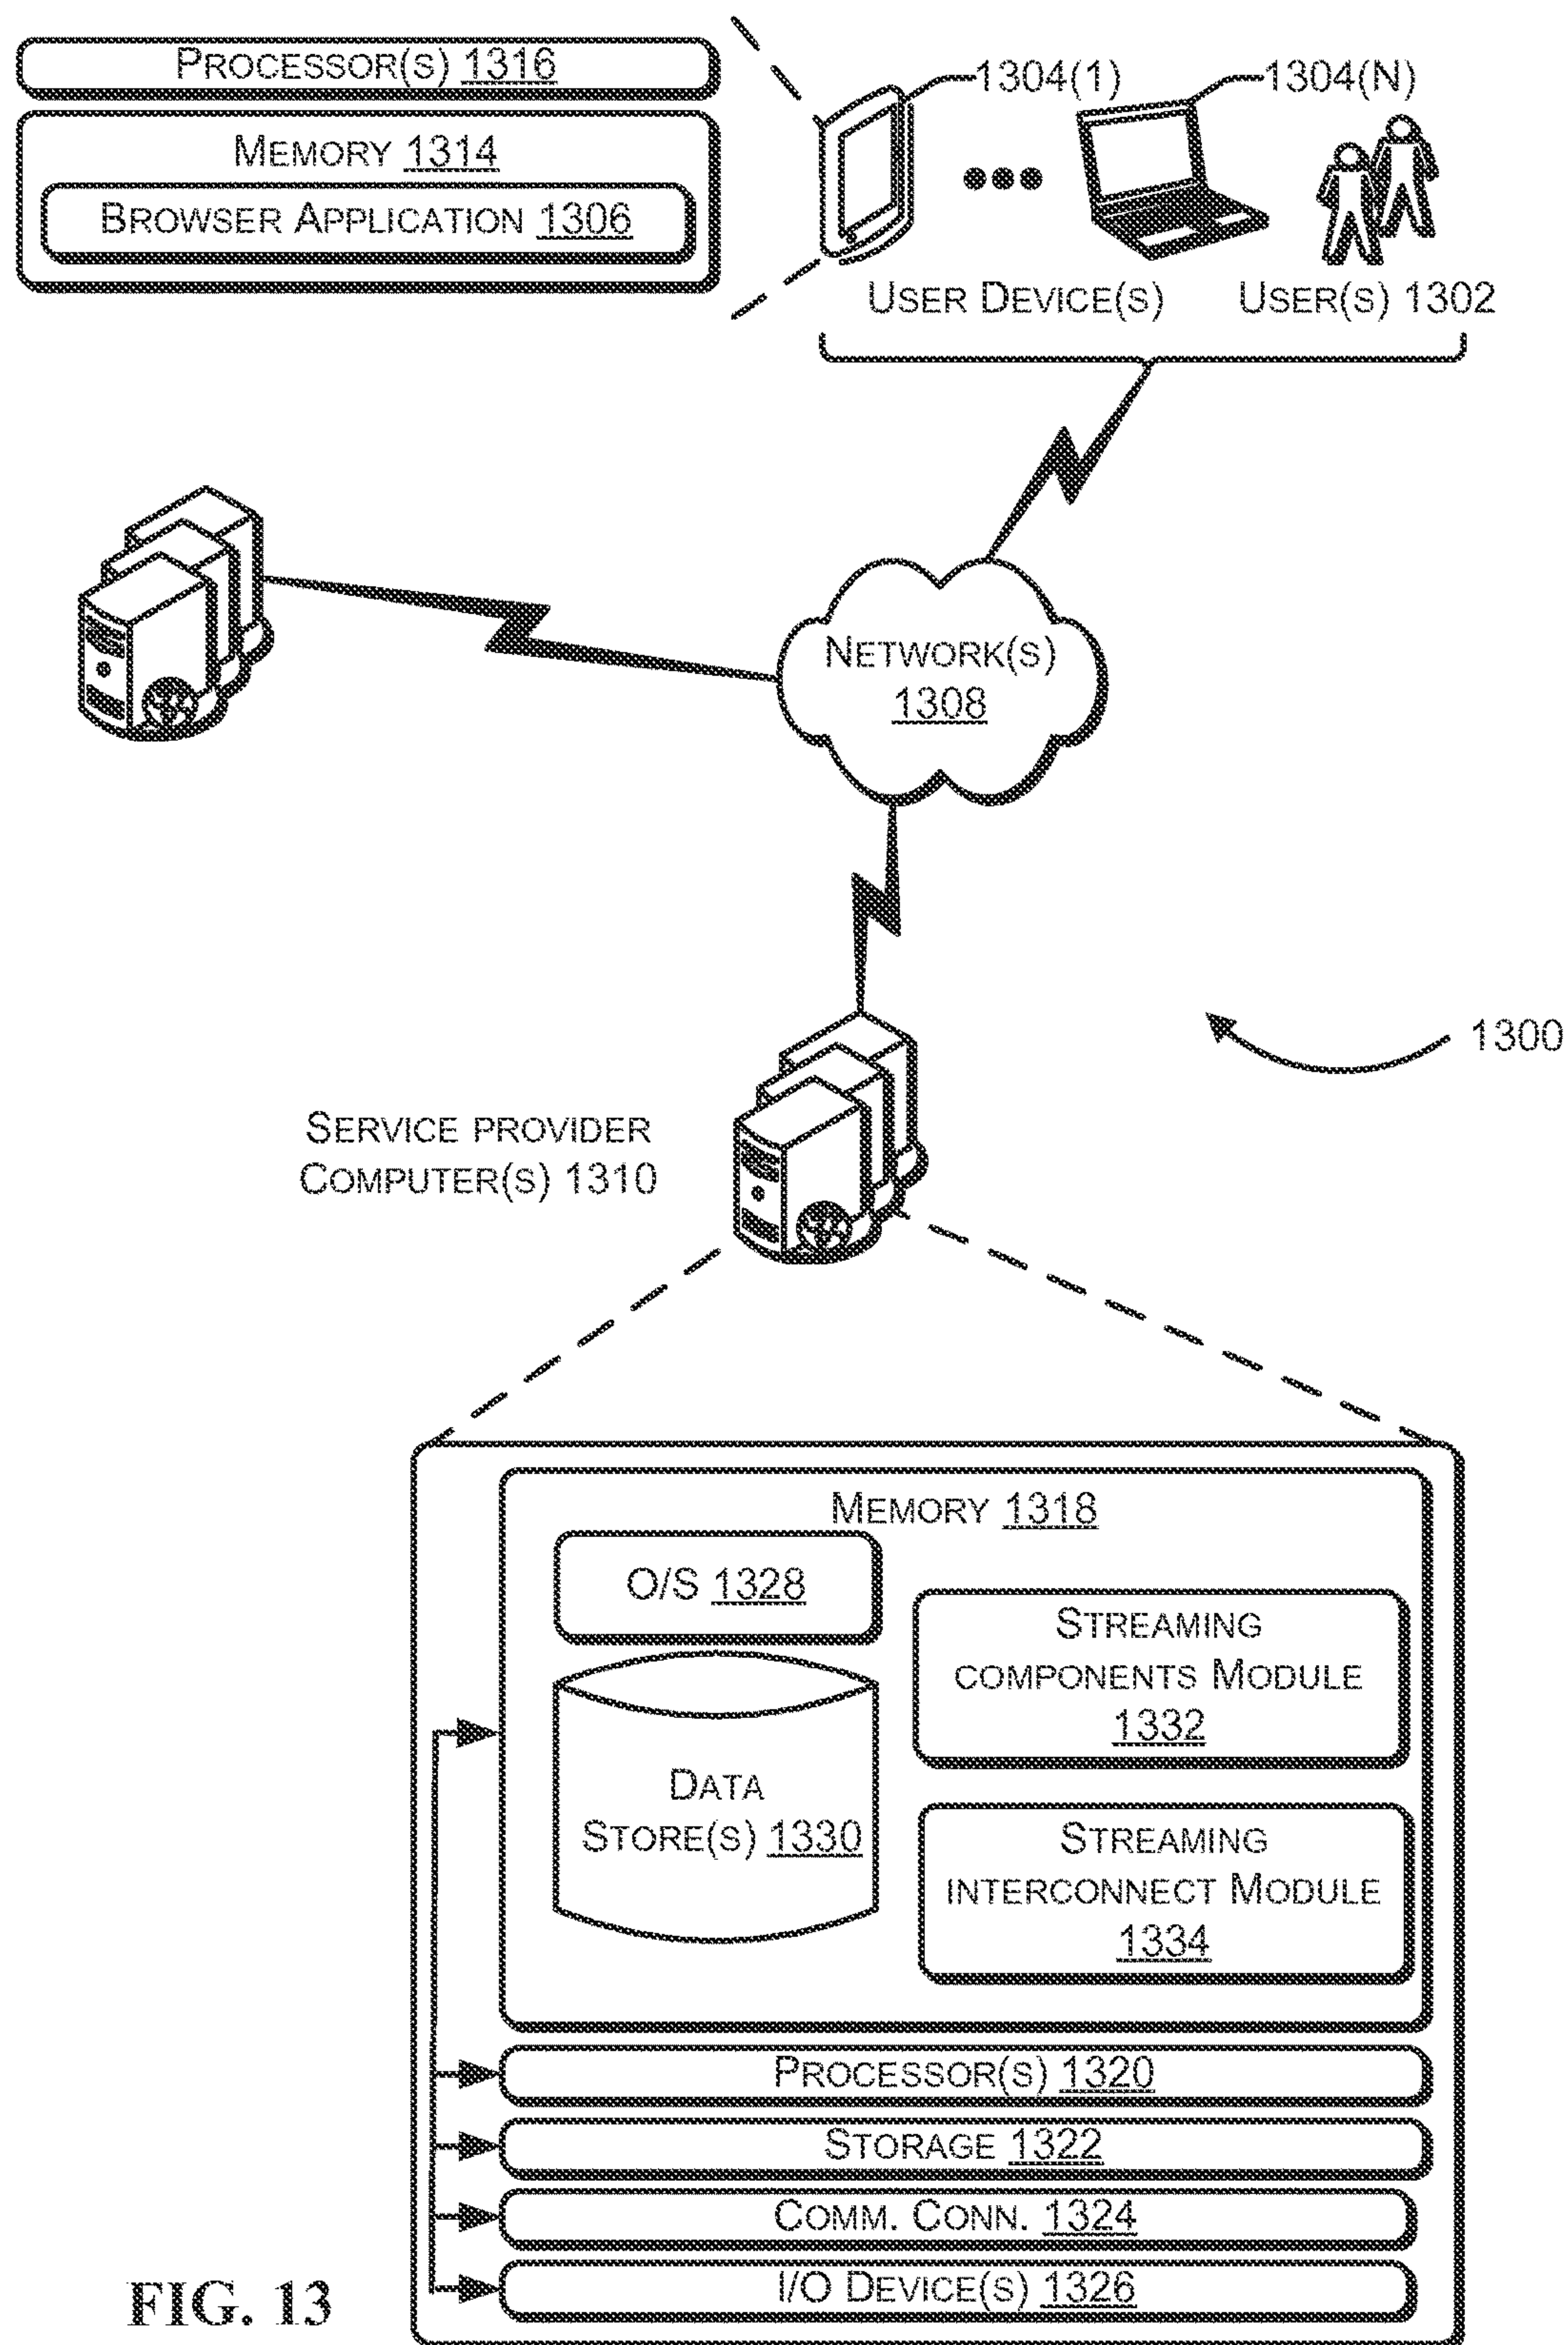 PROCESSOR(S) 1316
MEMORY 1314
BROWSER APPLICATION 1306
1304(1)
1304(N)
USER DEVICE(S)
USER(S) 1302
NETWORK(S)
1308
1300
SERVICE PROVIDER
COMPUTER(S) 1310
MEMORY 1318
O/S 1328
DATA
STORE(S) 1330
STREAMING
COMPONENTS MODULE
1332
STREAMING
INTERCONNECT MODULE
1334
PROCESSOR(S) 1320
STORAGE 1322
COMM. CONN. 1324
I/O DEVICE(S) 1326
FIG. 13